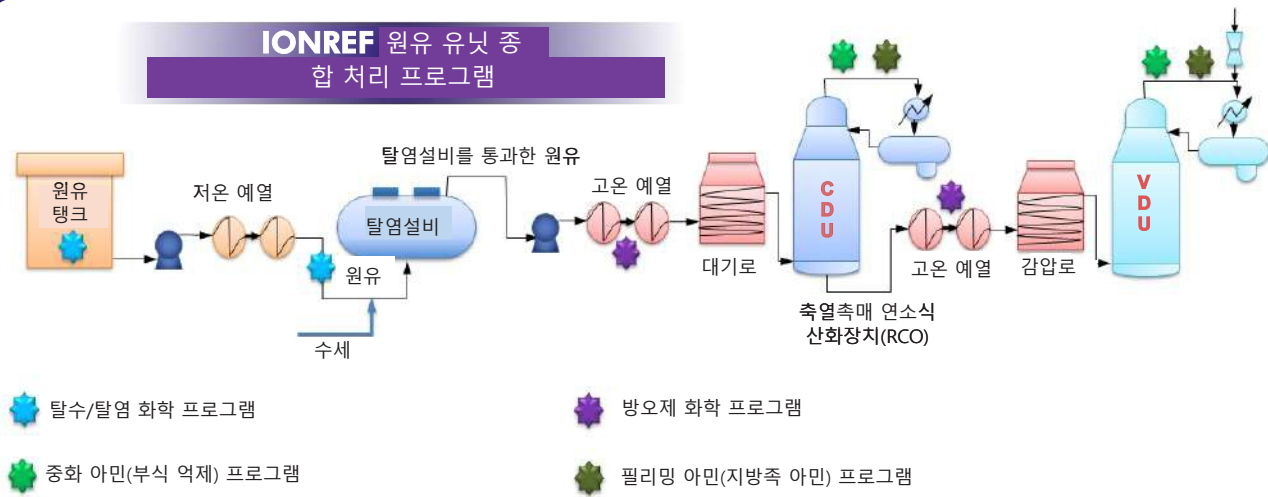 IONREF 원유 유닛 종
합 처리 프로그램
원유
탱크
저온 예열
원유
수세
탈염설비
탈염설비를 통과한 원유
고온 예열
대기로
CDU
축열촉매 연소식
산화장치(RCO)
고온 예열
감압로
VDU
탈수/탈염 화학 프로그램
방오제 화학 프로그램
중화 아민(부식 억제) 프로그램
필리밍 아민(지방족 아민) 프로그램